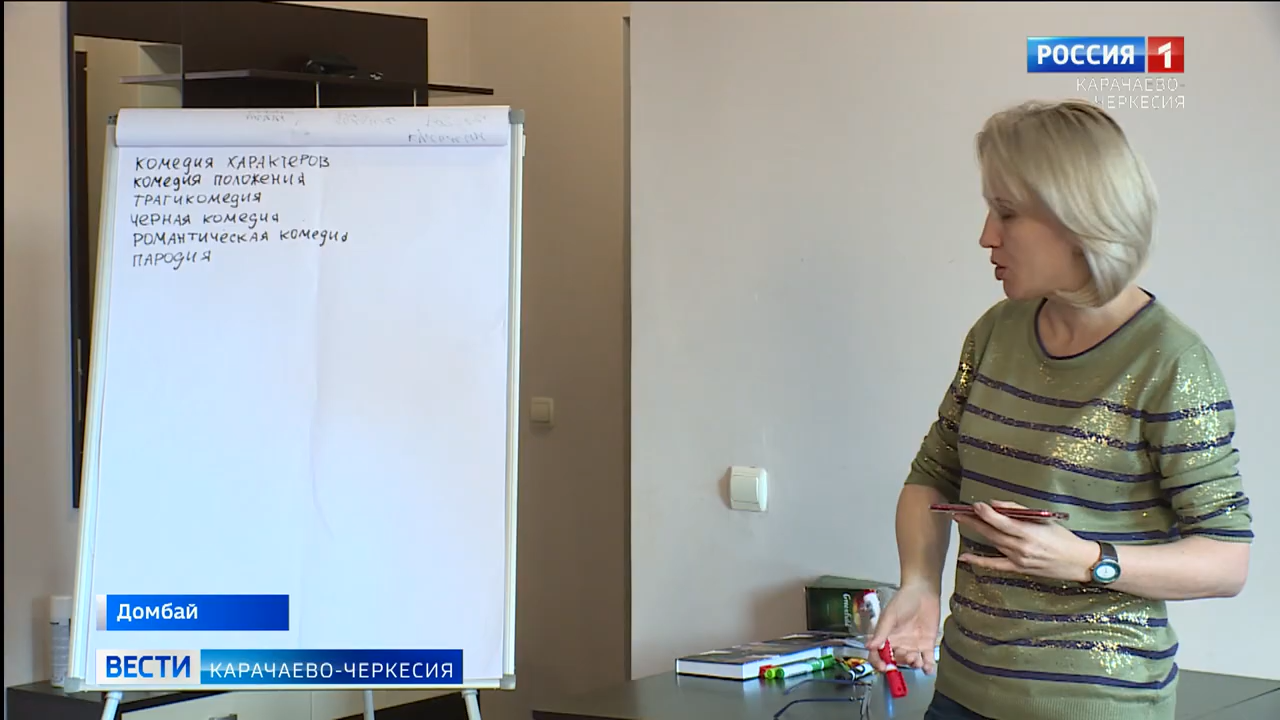 РОССИЯ 1
КАРАЧАЕВО-
ЧЕРКЕСИЯ
КОМЕДИЯ ХАРАКТЕРОВ
КОМЕДИЯ ПОЛОЖЕНИЯ
ТРАГИКОМЕДИЯ
ЧЕРНАЯ КОМЕДИЯ
РОМАНТИЧЕСКАЯ КОМЕДИЯ
ПАРОДИЯ
Домбай
ВЕСТИ КАРАЧАЕВО-ЧЕРКЕСИЯ